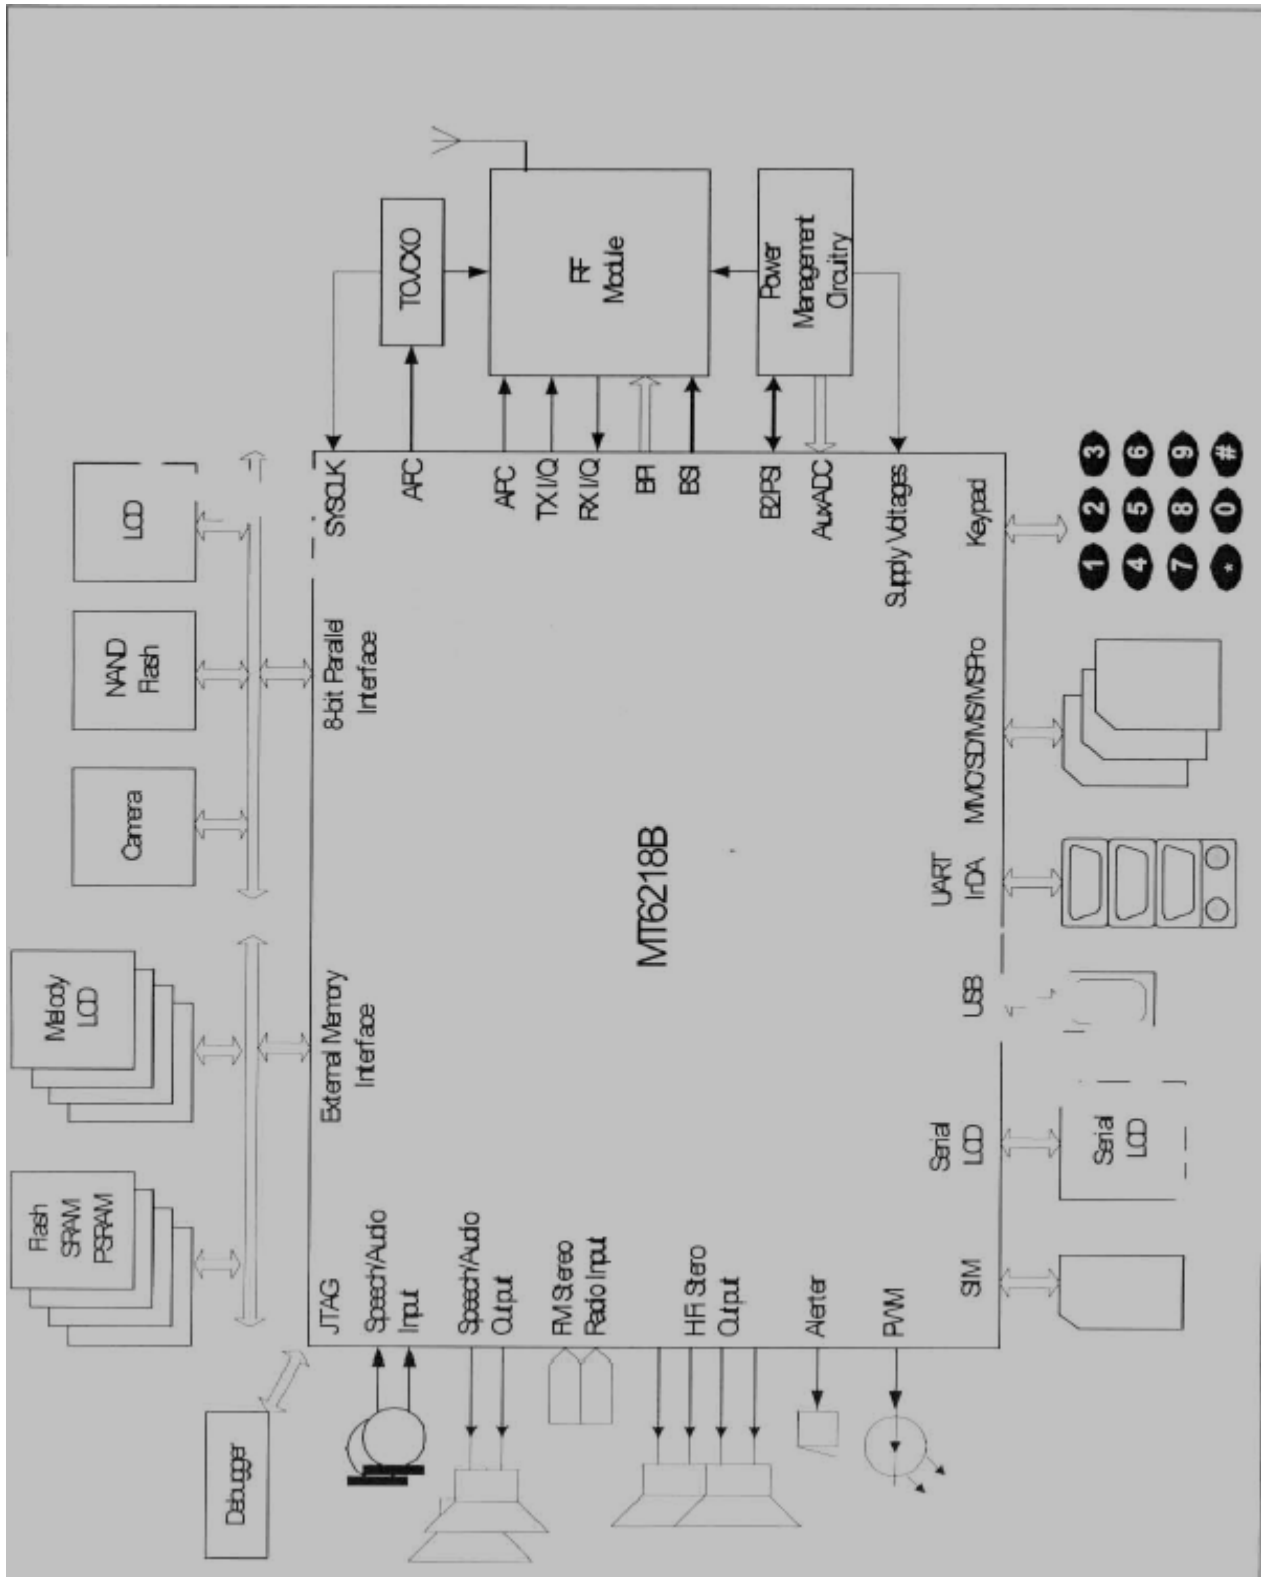 Flash
SRAM
PSRAM
Melody
LCD
Camera
NAND
Flash
LCD
Debugger
JTAG
External Memory
Interface
8-bit Parallel
Interface
SYSCLK
Speech/Audio
Input
Speech/Audio
Output
FM Stereo
Radio Input
HiFi Stero
Output
Alerter
PWM
MT6218B
AFC
APC
TX I/Q
RX I/Q
BPI
BSI
B2PSI
AuxADC
Supply Voltages
TCVCXO
RF
Module
Power
Management
Circuitry
SIM
Serial
LCD
USB
UART
IrDA
MMC/SD/MS/MSPro
Keypad
Serial
LCD
1 2 3
4 5 6
7 8 9
* 0 #